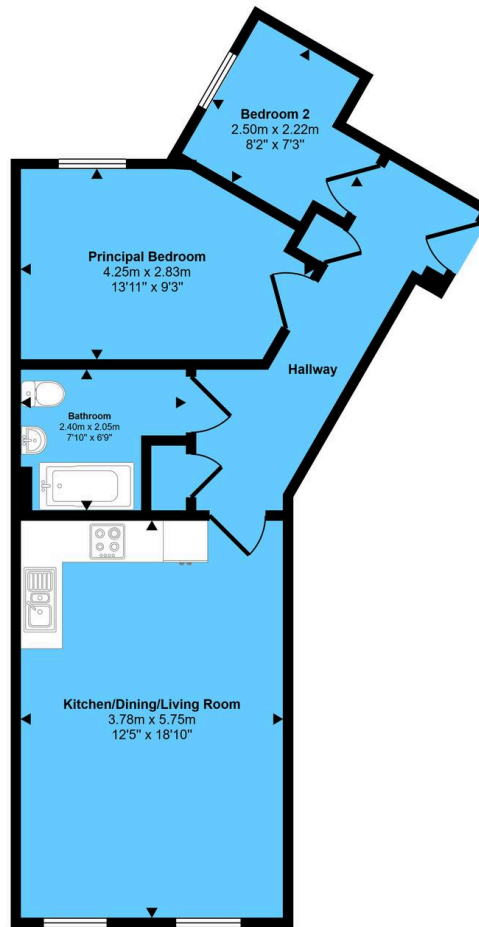 Bedroom 2
2.50m x 2.22m
8'2" x 7'3"
Principal Bedroom
4.25m x 2.83m
13'11" x 9'3"
Hallway
Bathroom
2.40m x 2.05m
7'10" x 6'9"
Kitchen/Dining/Living Room
3.78m x 5.75m
12'5" x 18'10"